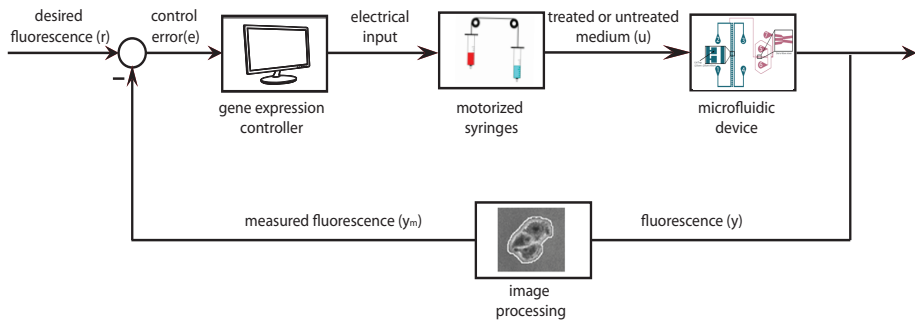 desired
fluorescence (r)
control
error(e)
electrical
input
treated or untreated
medium (u)
gene expression
controller
motorized
syringes
microfluidic
device
measured fluorescence (ym)
fluorescence (y)
image
processing